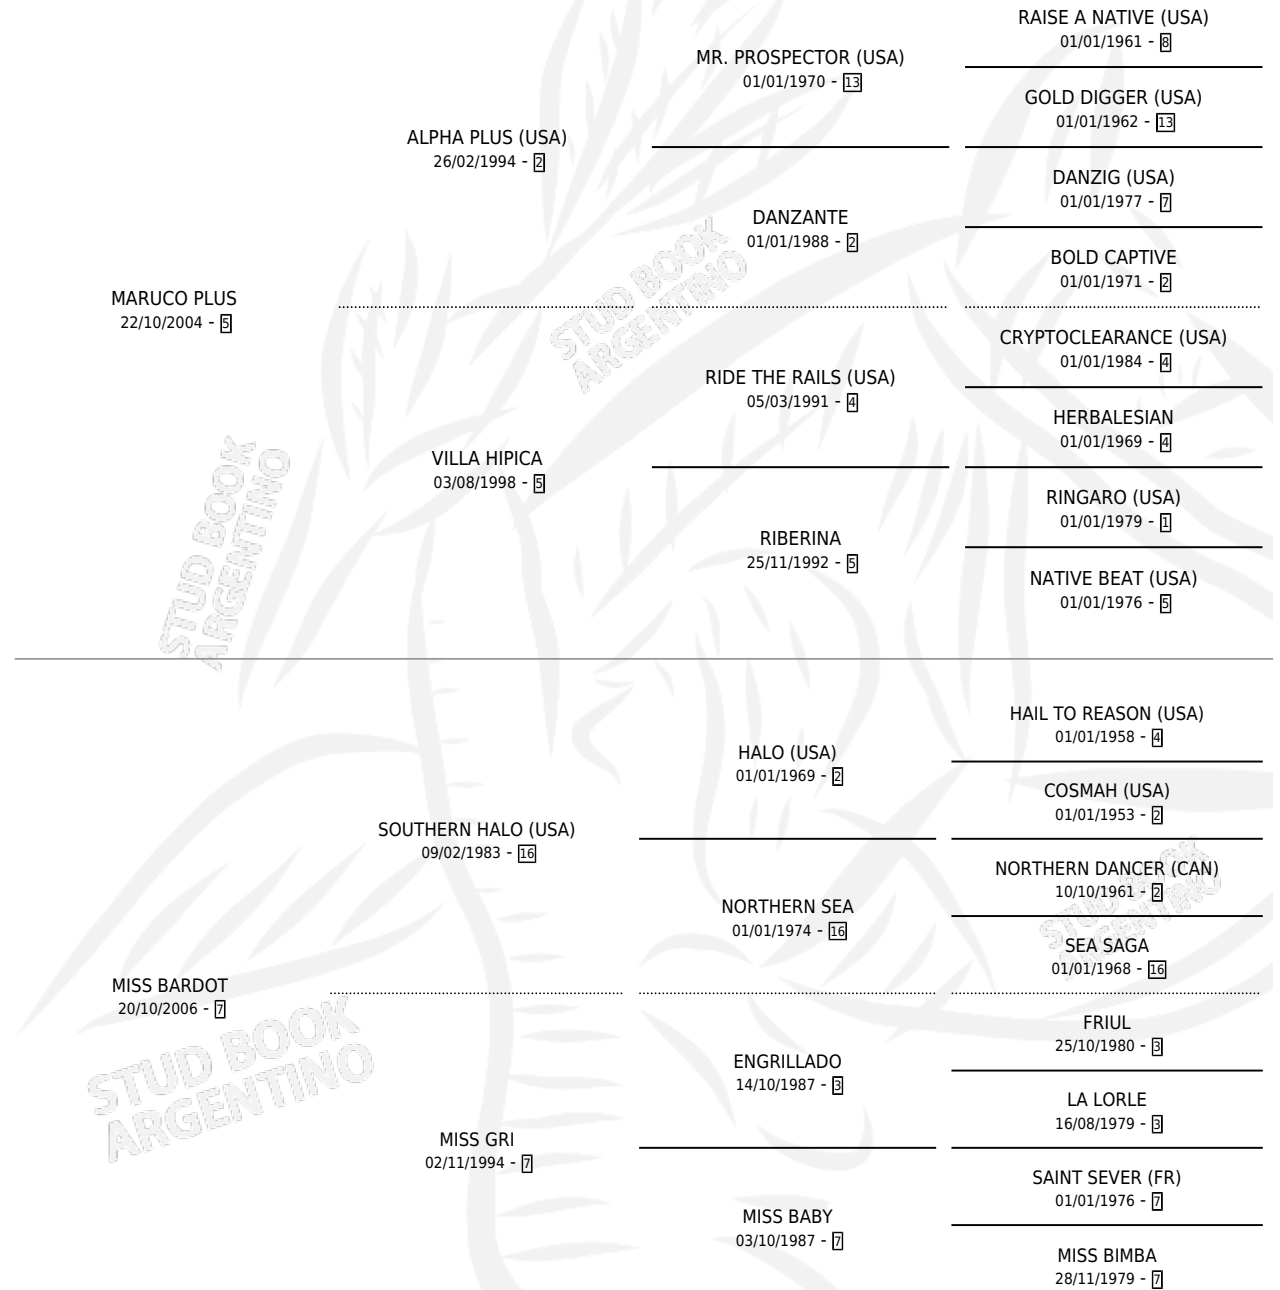 RAISE A NATIVE (USA)
01/01/1961 - 8
MR. PROSPECTOR (USA)
01/01/1970 - 13
GOLD DIGGER (USA)
01/01/1962 - 13
ALPHA PLUS (USA)
26/02/1994 - 2
DANZIG (USA)
01/01/1977 - 7
DANZANTE
01/01/1988 - 2
BOLD CAPTIVE
01/01/1971 - 2
MARUCO PLUS
22/10/2004 - 5
CRYPTOCLEARANCE (USA)
01/01/1984 - 4
RIDE THE RAILS (USA)
05/03/1991 - 4
HERBALESIAN
01/01/1969 - 4
VILLA HIPICA
03/08/1998 - 5
RINGARO (USA)
01/01/1979 - 1
RIBERINA
25/11/1992 - 5
NATIVE BEAT (USA)
01/01/1976 - 5
HAIL TO REASON (USA)
01/01/1958 - 4
HALO (USA)
01/01/1969 - 2
COSMAH (USA)
01/01/1953 - 2
SOUTHERN HALO (USA)
09/02/1983 - 16
NORTHERN DANCER (CAN)
10/10/1961 - 2
NORTHERN SEA
01/01/1974 - 16
SEA SAGA
01/01/1968 - 16
MISS BARDOT
20/10/2006 - 7
FRIUL
25/10/1980 - 3
ENGRILLADO
14/10/1987 - 3
LA LORLE
16/08/1979 - 3
MISS GRI
02/11/1994 - 7
SAINT SEVER (FR)
01/01/1976 - 7
MISS BABY
03/10/1987 - 7
MISS BIMBA
28/11/1979 - 7
STUD BOOK
ARGENTINO
STUD BOOK
ARGENTINO
STUD BOOK
ARGENTINO
STUD BOOK
ARGENTINO